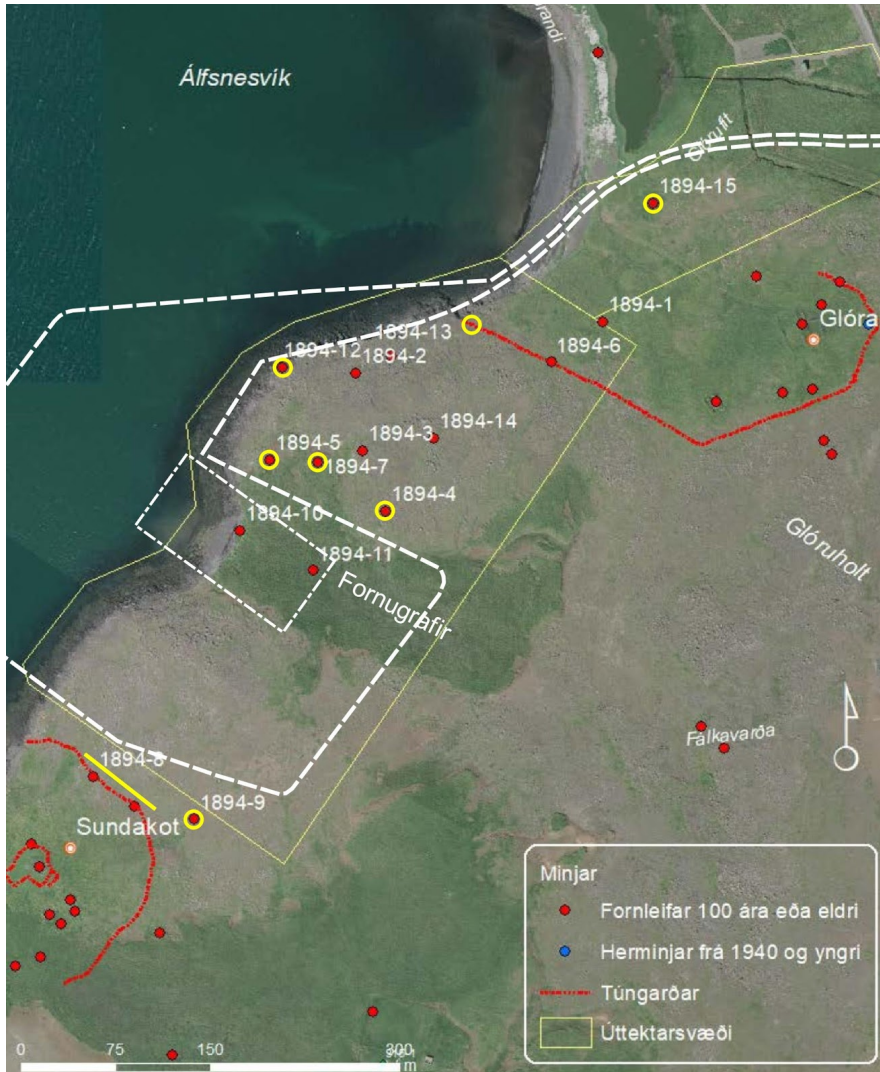 Álfsnesvík
1894-15
1894-1
Glóra
1894-13
1894-6
1894-12
1894-2
1894-14
1894-3
1894-5
1894-7
1894-4
1894-10
1894-11
Fornugrafir
Glóruholt
Fálkavarða
1894-8
1894-9
Sundakot
Minjar
Fornleifar 100 ára eða eldri
Herminjar frá 1940 og yngri
Túngarðar
Úttektarsvæði
0 75 150 300
m